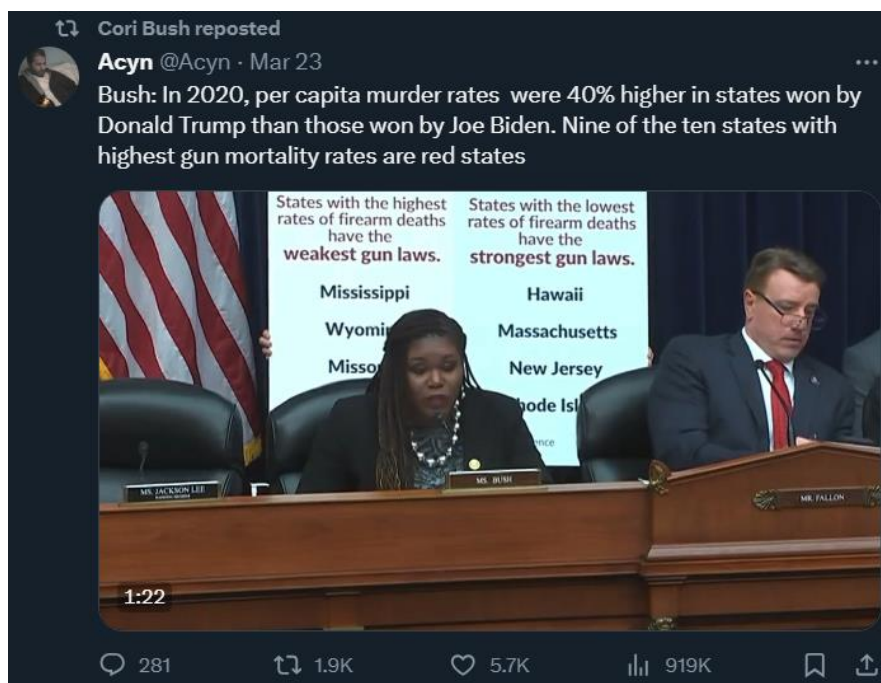 Cori Bush reposted
Acyn @Acyn · Mar 23
Bush: In 2020, per capita murder rates were 40% higher in states won by
Donald Trump than those won by Joe Biden. Nine of the ten states with
highest gun mortality rates are red states
States with the highest
rates of firearm deaths
have the
weakest gun laws.
Mississippi
States with the lowest
rates of firearm deaths
have the
strongest gun laws.
Hawaii
Massachusetts
New Jersey
MS. JACKSON LEE
MS. BUSH
MR. FALLON
1:22
281
1.9K
5.7K
919K